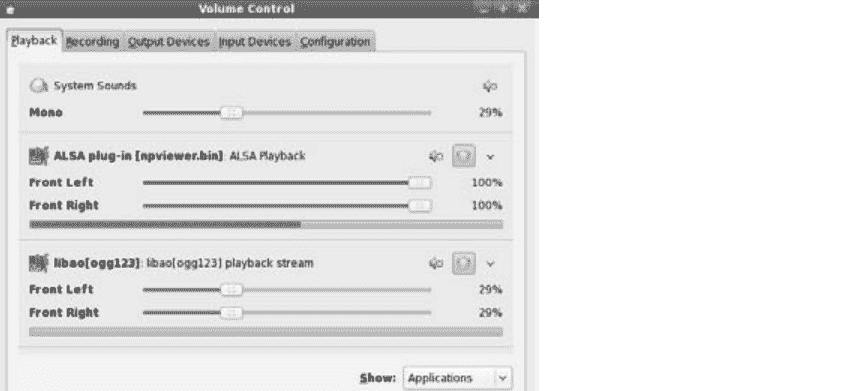 Volume Control
Playback Recording Output Devices Input Devices Configuration
System Sounds
Mono 29%
ALSA plug-in [npviewer.bin]: ALSA Playback
Front Left 100%
Front Right 100%
libao[ogg123]: libao[ogg123] playback stream
Front Left 29%
Front Right 29%
Show: Applications